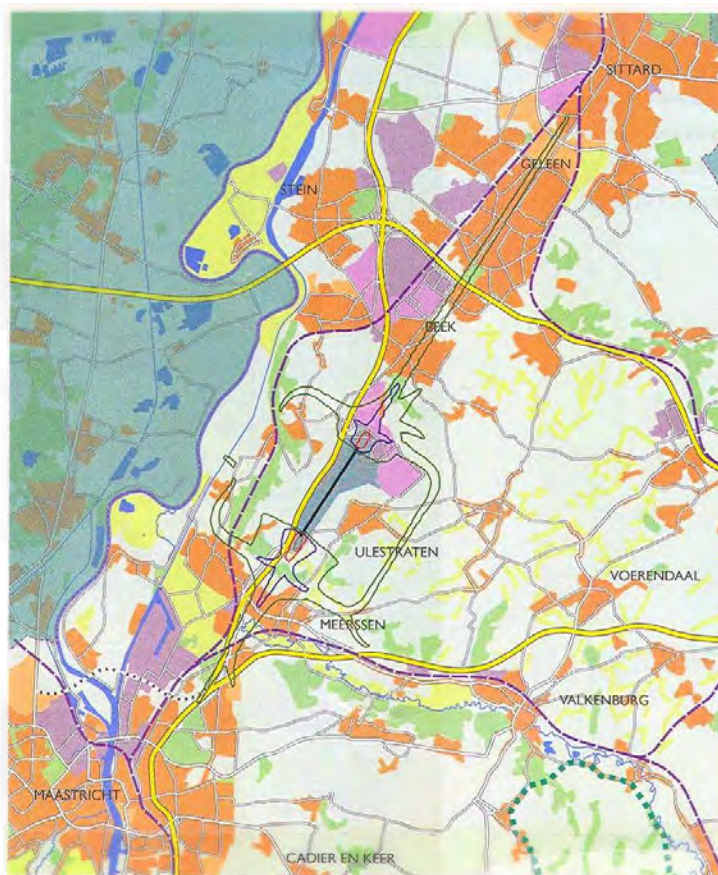 SITTARD
GELEEN
STEIN
BEEK
ULESTRATEN
VOERENDAAL
MEERSSEN
VALKENBURG
MAASTRICHT
CADIER EN KEER